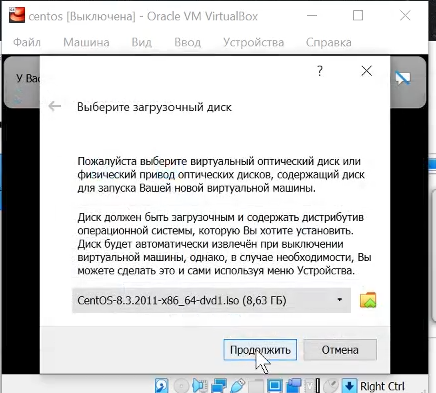 centos [Выключена] - Oracle VM VirtualBox
Файл Машина Вид Ввод Устройства Справка
У Вас
?
Выберите загрузочный диск
Пожалуйста выберите виртуальный оптический диск или
физический привод оптических дисков, содержащий диск
для запуска Вашей новой виртуальной машины.
Диск должен быть загрузочным и содержать дистрибутив
операционной системы, которую Вы хотите установить.
Диск будет автоматически извлечён при выключении
виртуальной машины, однако, в случае необходимости, Вы
можете сделать это и сами используя меню Устройства.
CentOS-8.3.2011-x86_64-dvd1.iso (8,63 ГБ)
Продолжить Отмена
Right Ctrl